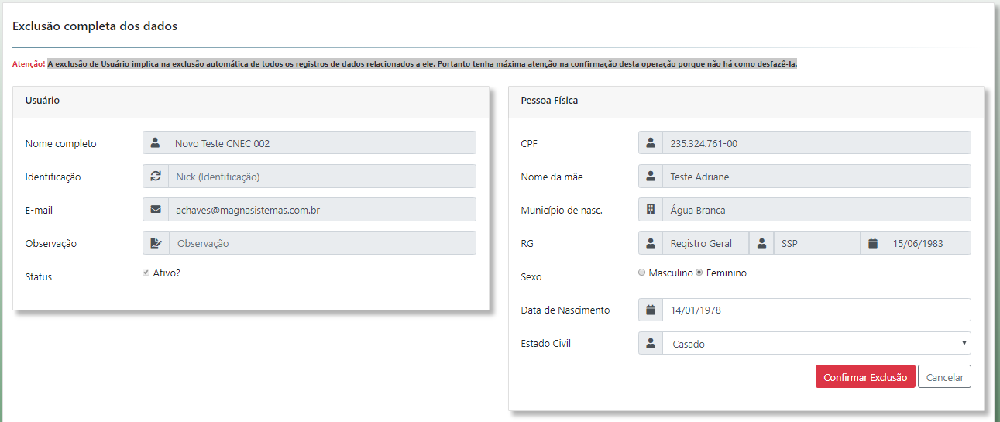 Exclusão completa dos dados
Atenção! A exclusão de Usuário implica na exclusão automática de todos os registros de dados relacionados a ele. Portanto tenha máxima atenção na confirmação desta operação porque não há como desfazê-la.
Usuário
Nome completo Novo Teste CNEC 002
Identificação Nick (Identificação)
E-mail achaves@magnasistemas.com.br
Observação Observação
Status Ativo?
Pessoa Física
CPF 235.324.761-00
Nome da mãe Teste Adriane
Município de nasc. Água Branca
RG Registro Geral SSP 15/06/1983
Sexo Masculino Feminino
Data de Nascimento 14/01/1978
Estado Civil Casado
Confirmar Exclusão Cancelar